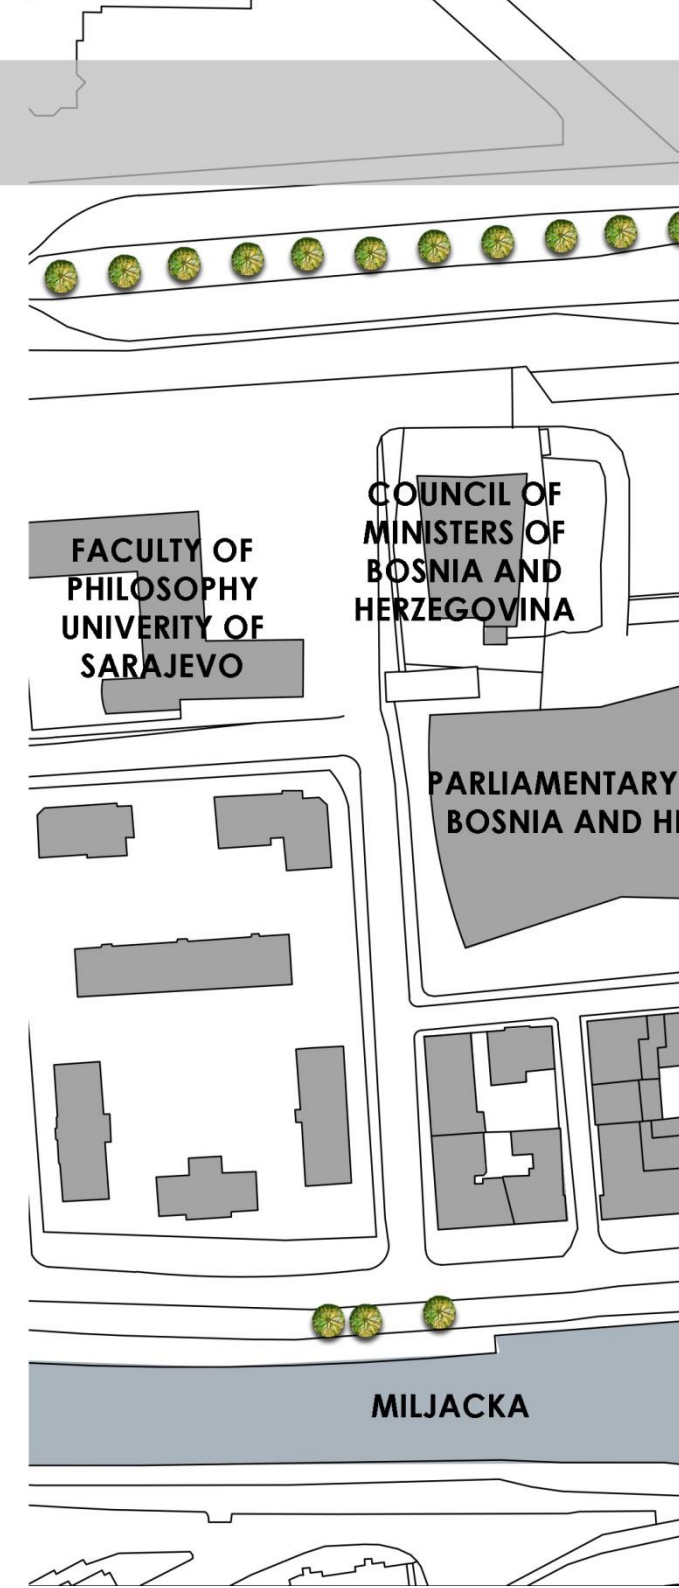 COUNCIL OF
MINISTERS OF
BOSNIA AND
HERZEGOVINA
FACULTY OF
PHILOSOPHY
UNIVERITY OF
SARAJEVO
PARLIAMENTARY
BOSNIA AND
MILJACKA